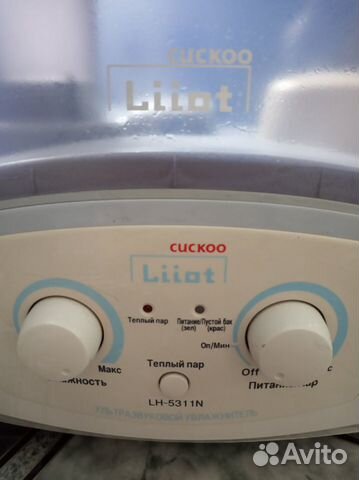 CUCKOO
Liiot
CUCKOO
Liiot
Теплый пар
Питание Пустой бак
(зел) (крас)
On/Мин
Макс
Теплый пар
Off
Питание
LH-5311N
УЛЬТРАЗВУКОВОЙ УВЛАЖНИТЕЛЬ
Avito